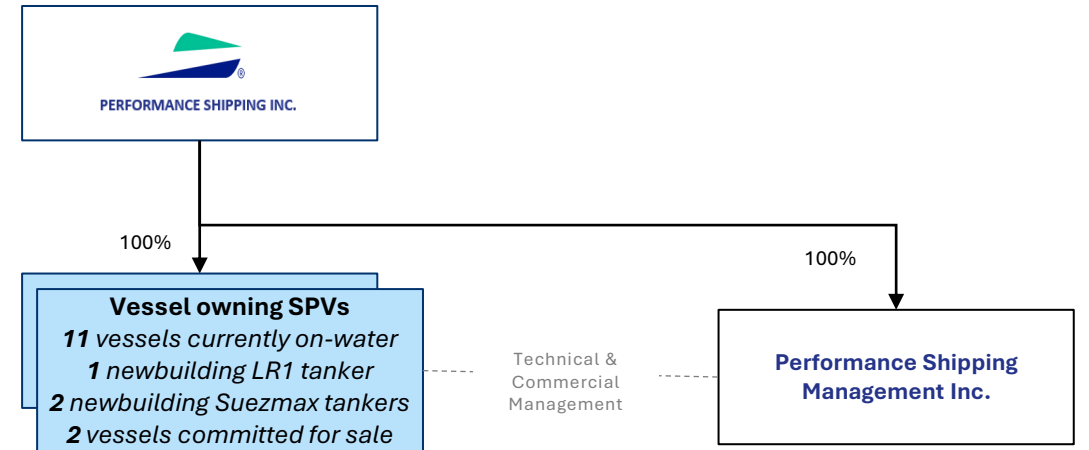 ®
PERFORMANCE SHIPPING INC.
100%
100%
Vessel owning SPVs
11 vessels currently on-water
1 newbuilding LR1 tanker
2 newbuilding Suezmax tankers
2 vessels committed for sale
Technical &
Commercial
Management
Performance Shipping
Management Inc.